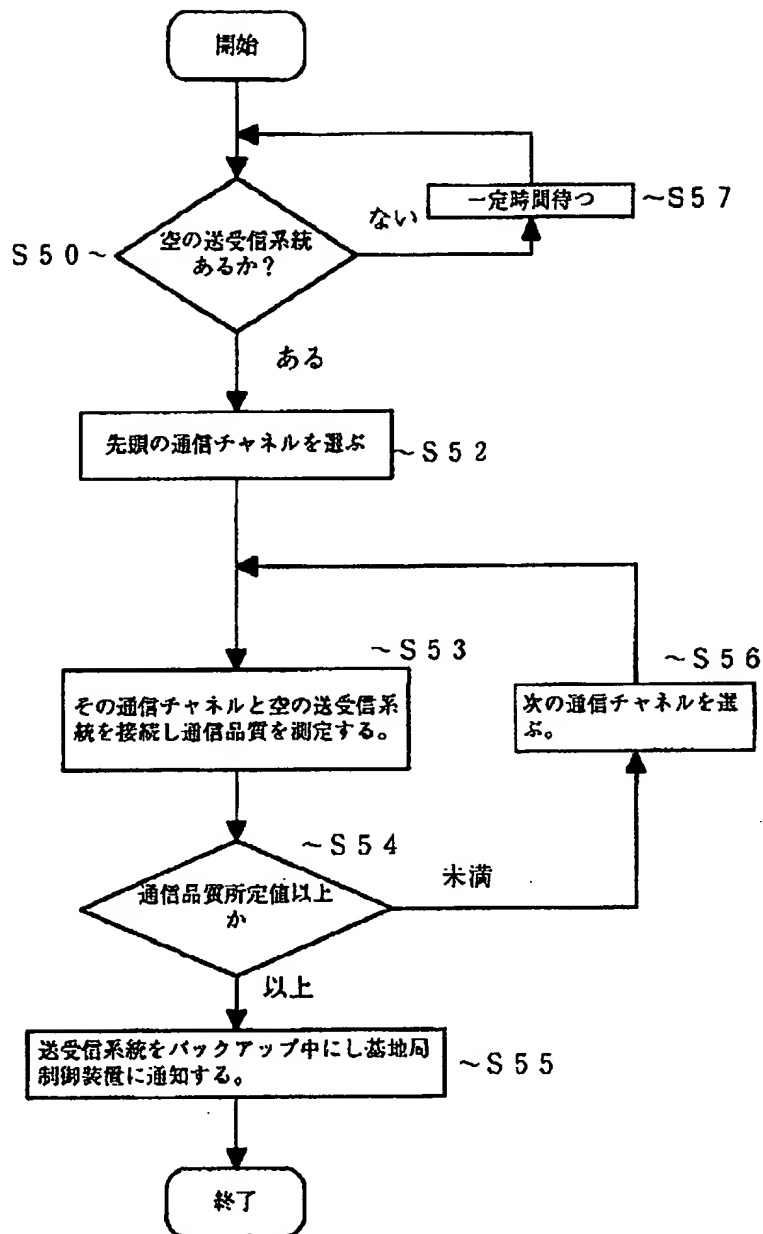 開始
一定時間待つ
~S57
ない
S50~
空の送受信系統
あるか?
ある
先頭の通信チャネルを選ぶ
~S52
~S53
~S56
その通信チャネルと空の送受信系
統を接続し通信品質を測定する。
次の通信チャネルを選
ぶ。
~S54
通信品質所定値以上
か
未満
以上
送受信系統をバックアップ中にし基地局
制御装置に通知する。
~S55
終了